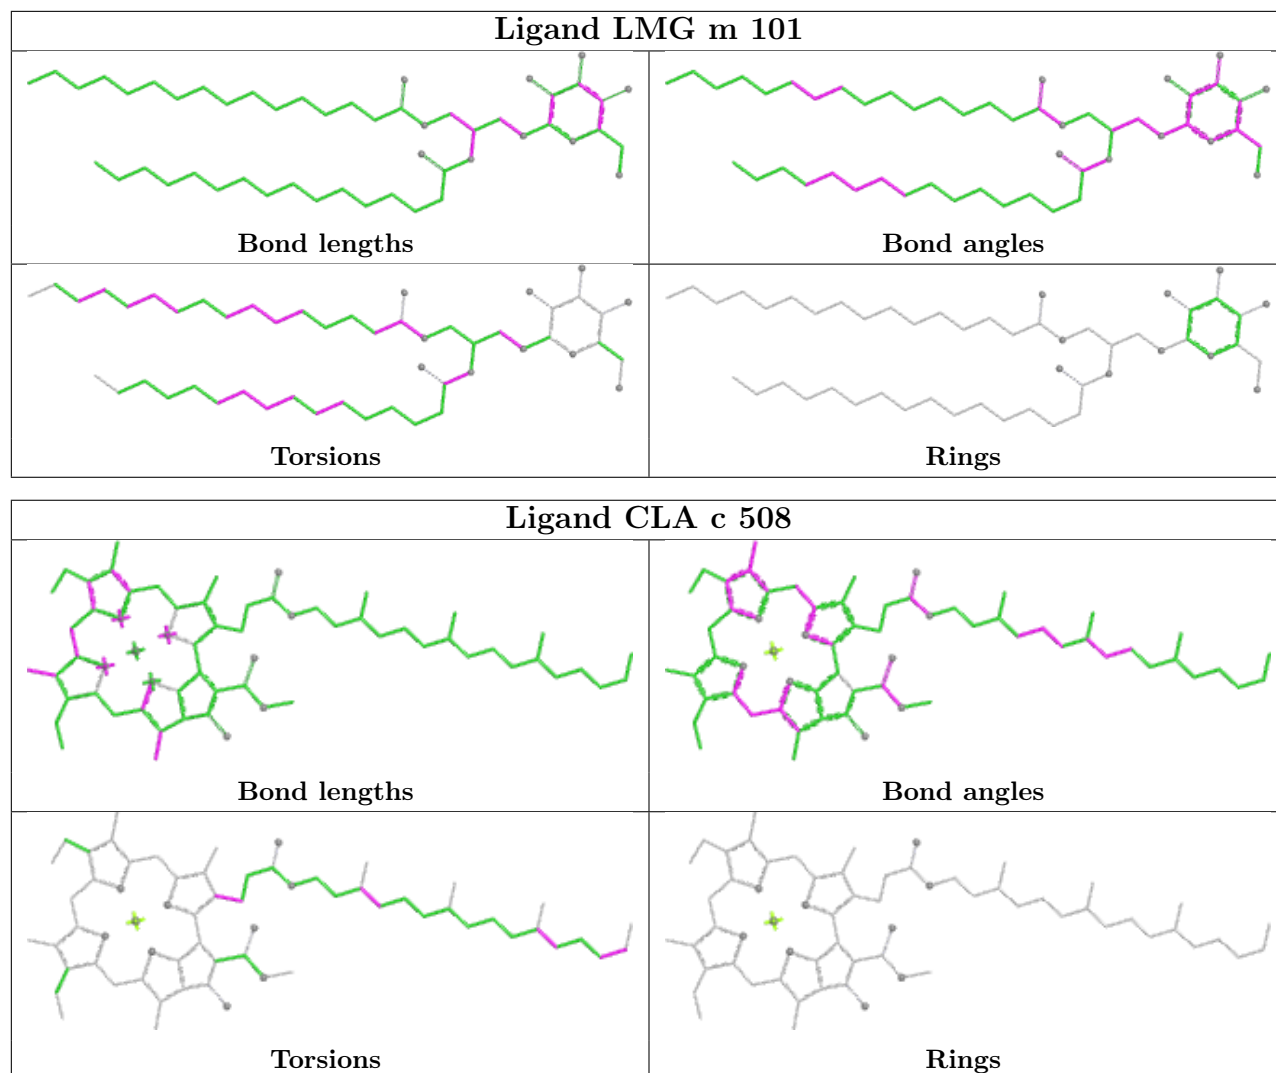 Ligand LMG m 101
Bond lengths
Bond angles
Torsions
Rings
Ligand CLA c 508
Bond lengths
Bond angles
Torsions
Rings